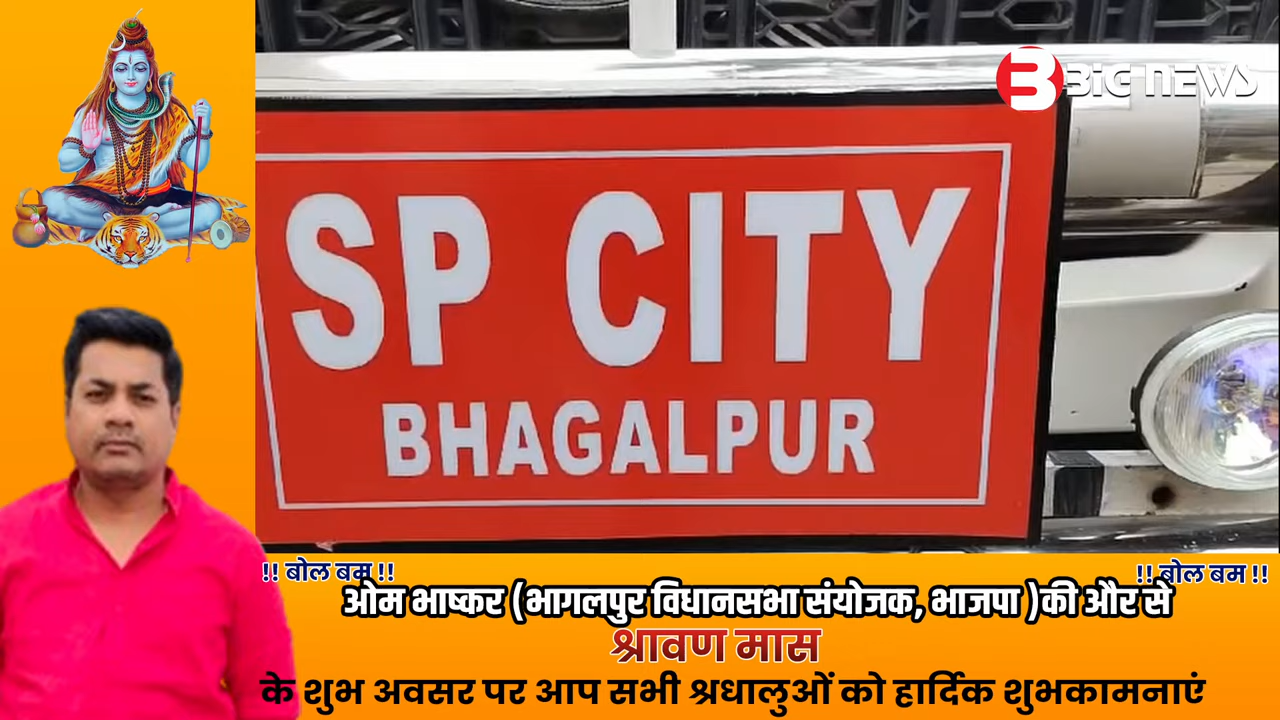 BIG NEWS
SP CITY
BHAGALPUR
!! बोल बम !!
!! बोल बम !!
ओम भाष्कर (भागलपुर विधानसभा संयोजक, भाजपा )की और से
श्रावण मास
के शुभ अवसर पर आप सभी श्रधालुओं को हार्दिक शुभकामनाएं